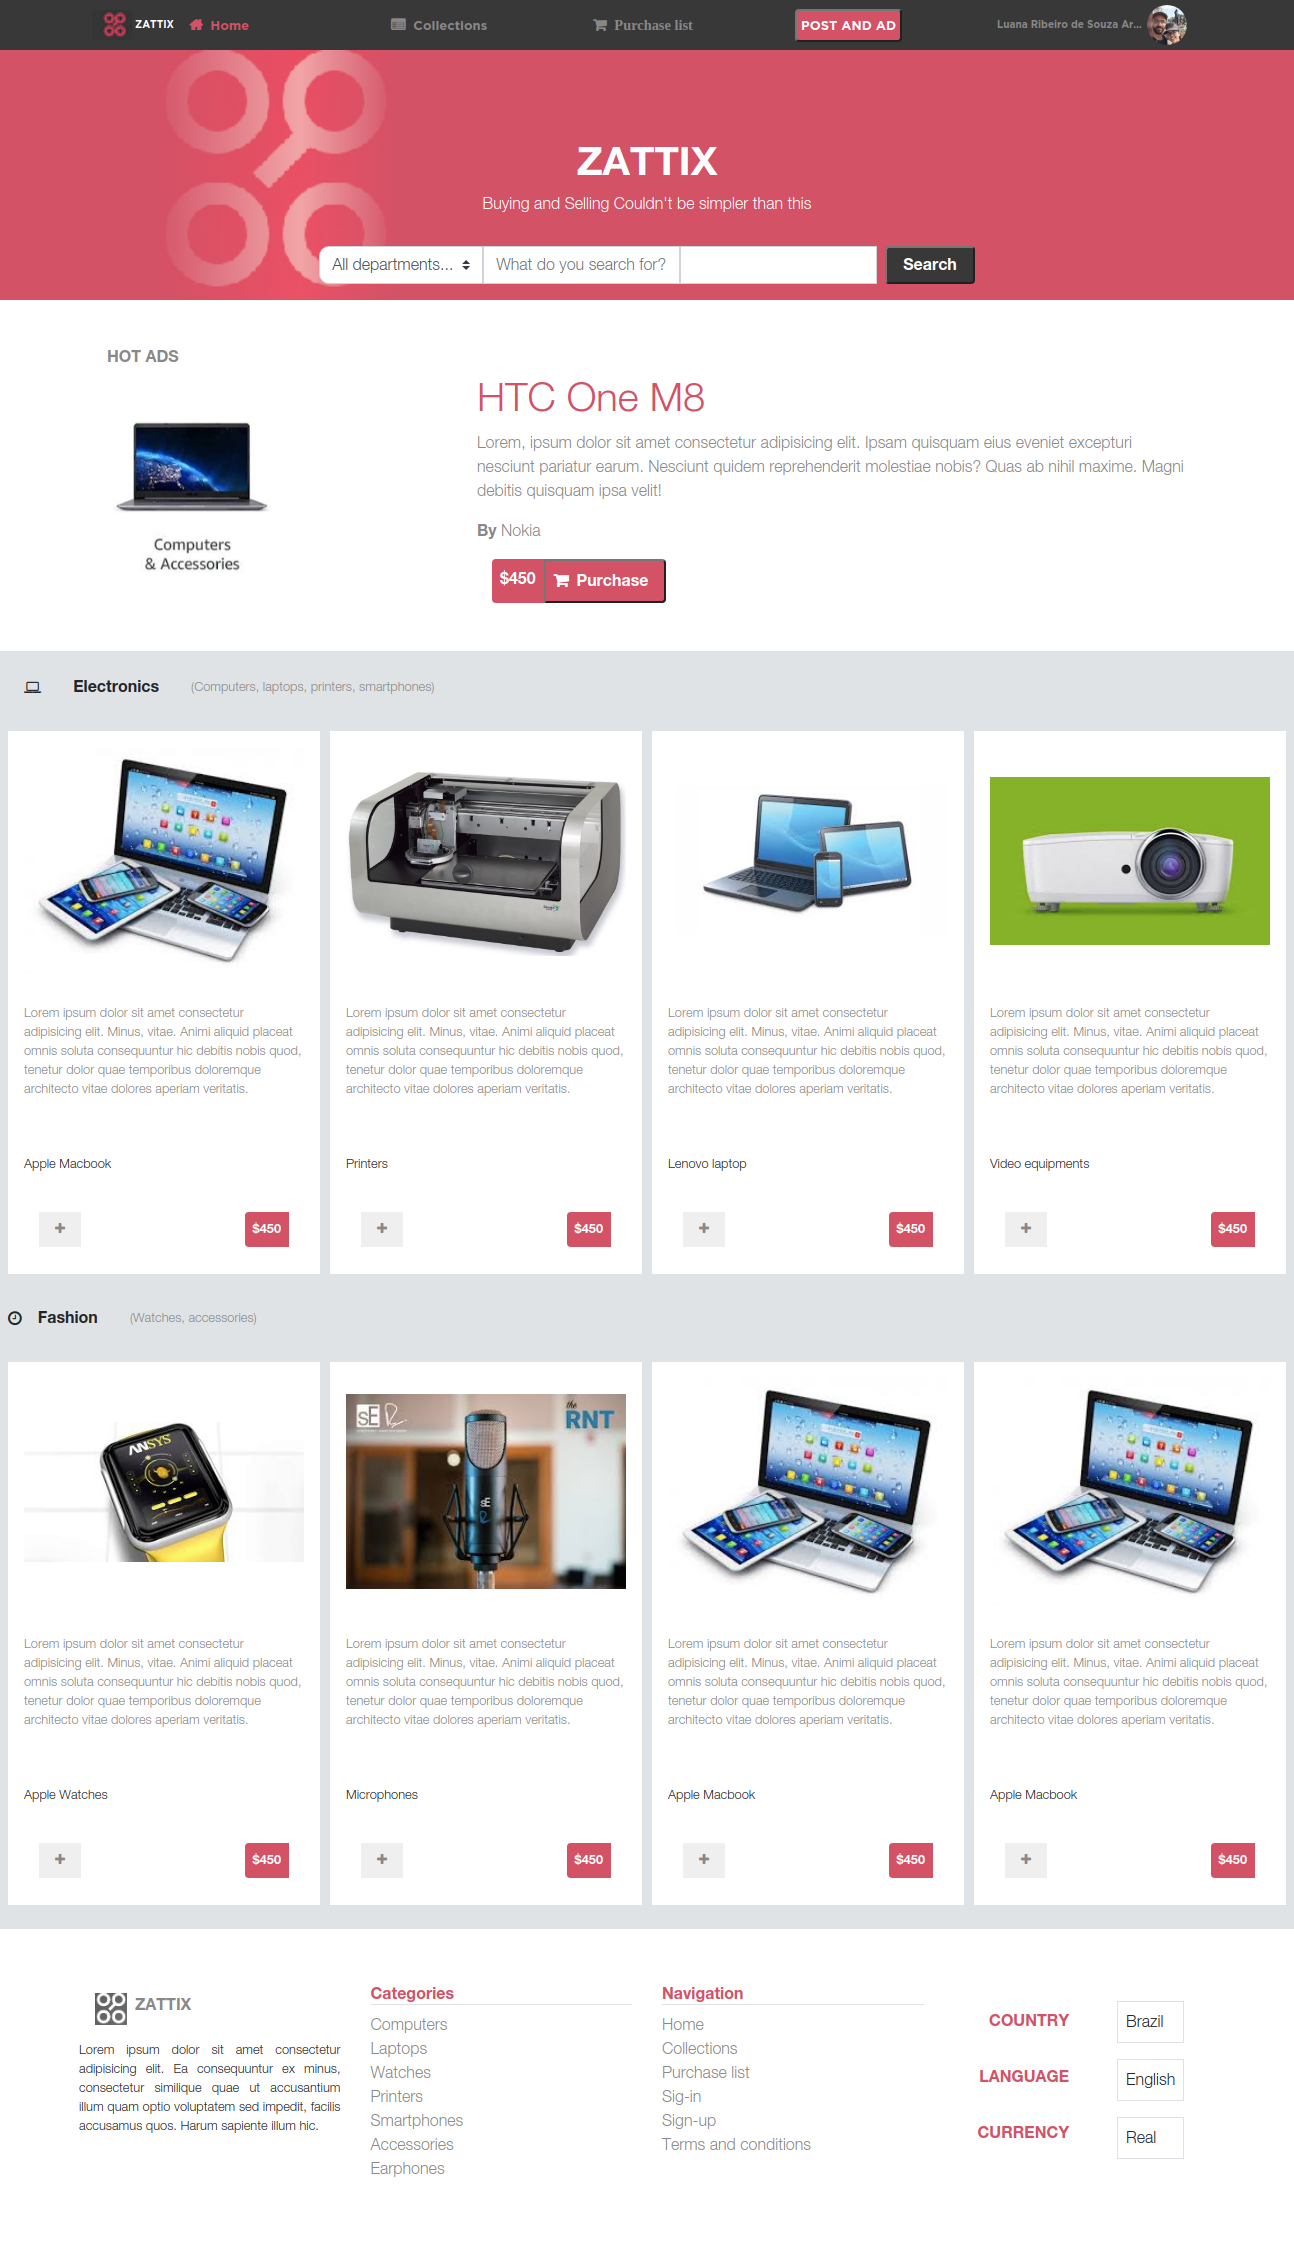 ZATTIX Home Collections Purchase list POST AND AD Luana Ribeiro de Souza Ar...
ZATTIX
Buying and Selling Couldn't be simpler than this
All departments... What do you search for? Search
HOT ADS
Computers
& Accessories
HTC One M8
Lorem, ipsum dolor sit amet consectetur adipisicing elit. Ipsam quisquam eius eveniet excepturi
nesciunt pariatur earum. Nesciunt quidem reprehenderit molestiae nobis? Quas ab nihil maxime. Magni
debitis quisquam ipsa velit!
By Nokia
$450 Purchase
Electronics (Computers, laptops, printers, smartphones)
Lorem ipsum dolor sit amet consectetur
adipisicing elit. Minus, vitae. Animi aliquid placeat
omnis soluta consequuntur hic debitis nobis quod,
tenetur dolor quae temporibus doloremque
architecto vitae dolores aperiam veritatis.
Apple Macbook
+ $450
Lorem ipsum dolor sit amet consectetur
adipisicing elit. Minus, vitae. Animi aliquid placeat
omnis soluta consequuntur hic debitis nobis quod,
tenetur dolor quae temporibus doloremque
architecto vitae dolores aperiam veritatis.
Printers
+ $450
Lorem ipsum dolor sit amet consectetur
adipisicing elit. Minus, vitae. Animi aliquid placeat
omnis soluta consequuntur hic debitis nobis quod,
tenetur dolor quae temporibus doloremque
architecto vitae dolores aperiam veritatis.
Lenovo laptop
+ $450
Lorem ipsum dolor sit amet consectetur
adipisicing elit. Minus, vitae. Animi aliquid placeat
omnis soluta consequuntur hic debitis nobis quod,
tenetur dolor quae temporibus doloremque
architecto vitae dolores aperiam veritatis.
Video equipments
+ $450
Fashion (Watches, accessories)
ANSYS
Lorem ipsum dolor sit amet consectetur
adipisicing elit. Minus, vitae. Animi aliquid placeat
omnis soluta consequuntur hic debitis nobis quod,
tenetur dolor quae temporibus doloremque
architecto vitae dolores aperiam veritatis.
Apple Watches
+ $450
sE
the
RNT
sE
Lorem ipsum dolor sit amet consectetur
adipisicing elit. Minus, vitae. Animi aliquid placeat
omnis soluta consequuntur hic debitis nobis quod,
tenetur dolor quae temporibus doloremque
architecto vitae dolores aperiam veritatis.
Microphones
+ $450
Lorem ipsum dolor sit amet consectetur
adipisicing elit. Minus, vitae. Animi aliquid placeat
omnis soluta consequuntur hic debitis nobis quod,
tenetur dolor quae temporibus doloremque
architecto vitae dolores aperiam veritatis.
Apple Macbook
+ $450
Lorem ipsum dolor sit amet consectetur
adipisicing elit. Minus, vitae. Animi aliquid placeat
omnis soluta consequuntur hic debitis nobis quod,
tenetur dolor quae temporibus doloremque
architecto vitae dolores aperiam veritatis.
Apple Macbook
+ $450
ZATTIX
Lorem ipsum dolor sit amet consectetur
adipisicing elit. Ea consequuntur ex minus,
consectetur similique quae ut accusantium
illum quam optio voluptatem sed impedit, facilis
accusamus quos. Harum sapiente illum hic.
Categories
Computers
Laptops
Watches
Printers
Smartphones
Accessories
Earphones
Navigation
Home
Collections
Purchase list
Sig-in
Sign-up
Terms and conditions
COUNTRY Brazil
LANGUAGE English
CURRENCY Real